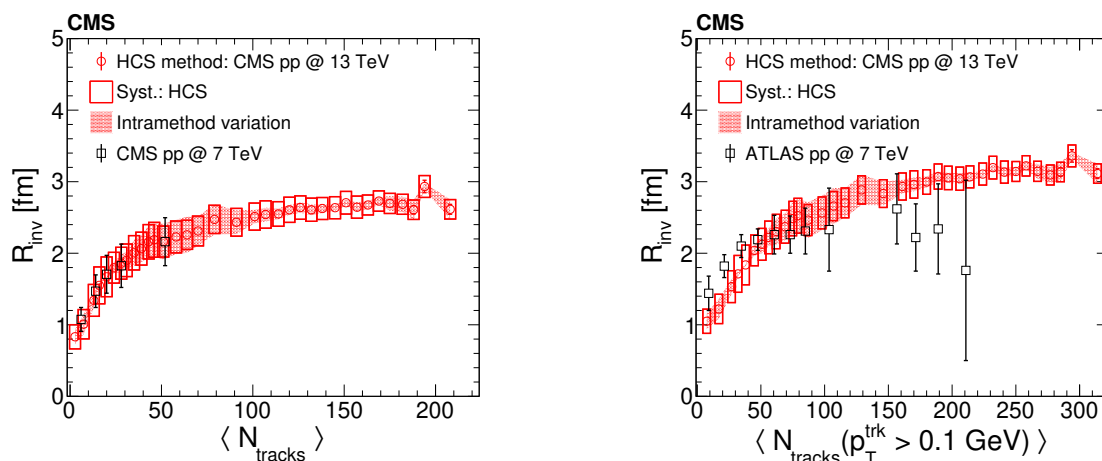 CMS
5
4
3
2
1
0
R_inv [fm]
HCS method: CMS pp @ 13 TeV
Syst.: HCS
Intramethod variation
CMS pp @ 7 TeV
0 50 100 150 200
⟨ N_tracks ⟩
CMS
5
4
3
2
1
0
R_inv [fm]
HCS method: CMS pp @ 13 TeV
Syst.: HCS
Intramethod variation
ATLAS pp @ 7 TeV
0 50 100 150 200 250 300
⟨ N_tracks(p_T^trk > 0.1 GeV) ⟩